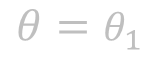 θ = θ₁